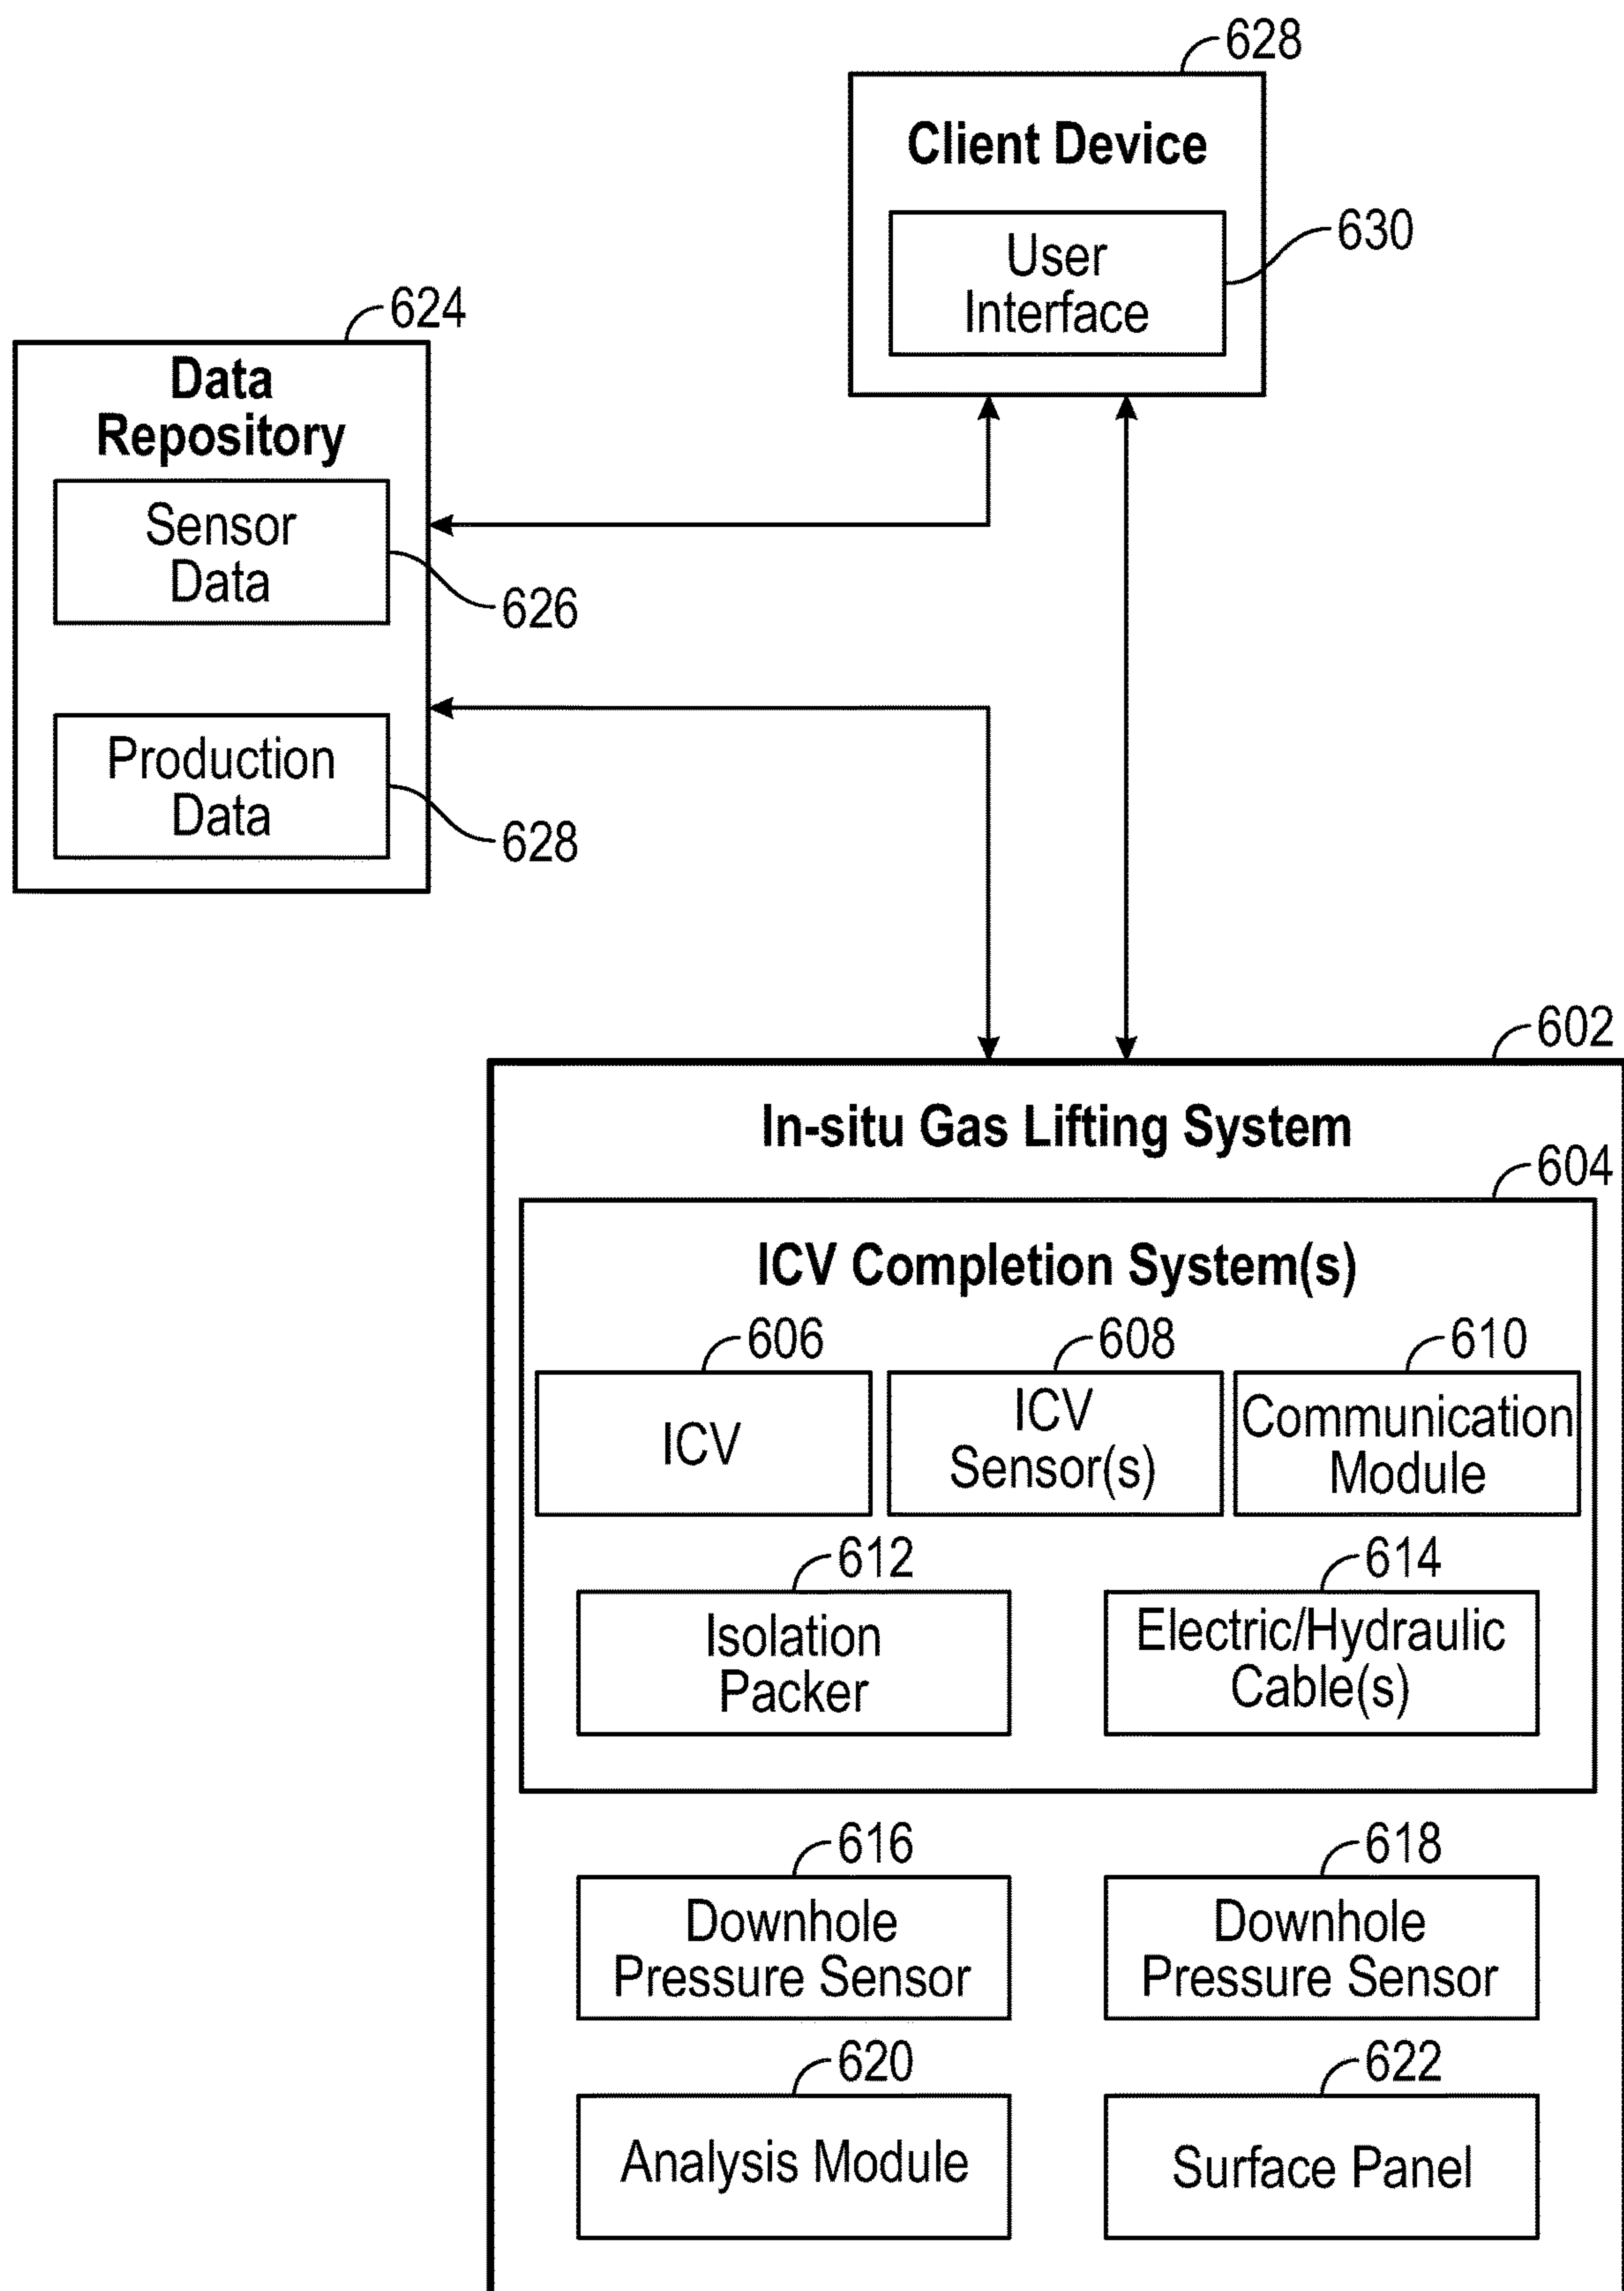 628
Client Device
630
User
Interface
624
Data
Repository
Sensor
Data
626
Production
Data
628
602
In-situ Gas Lifting System
604
ICV Completion System(s)
606
608
610
ICV
ICV
Sensor(s)
Communication
Module
612
614
Isolation
Packer
Electric/Hydraulic
Cable(s)
616
618
Downhole
Pressure Sensor
Downhole
Pressure Sensor
620
622
Analysis Module
Surface Panel